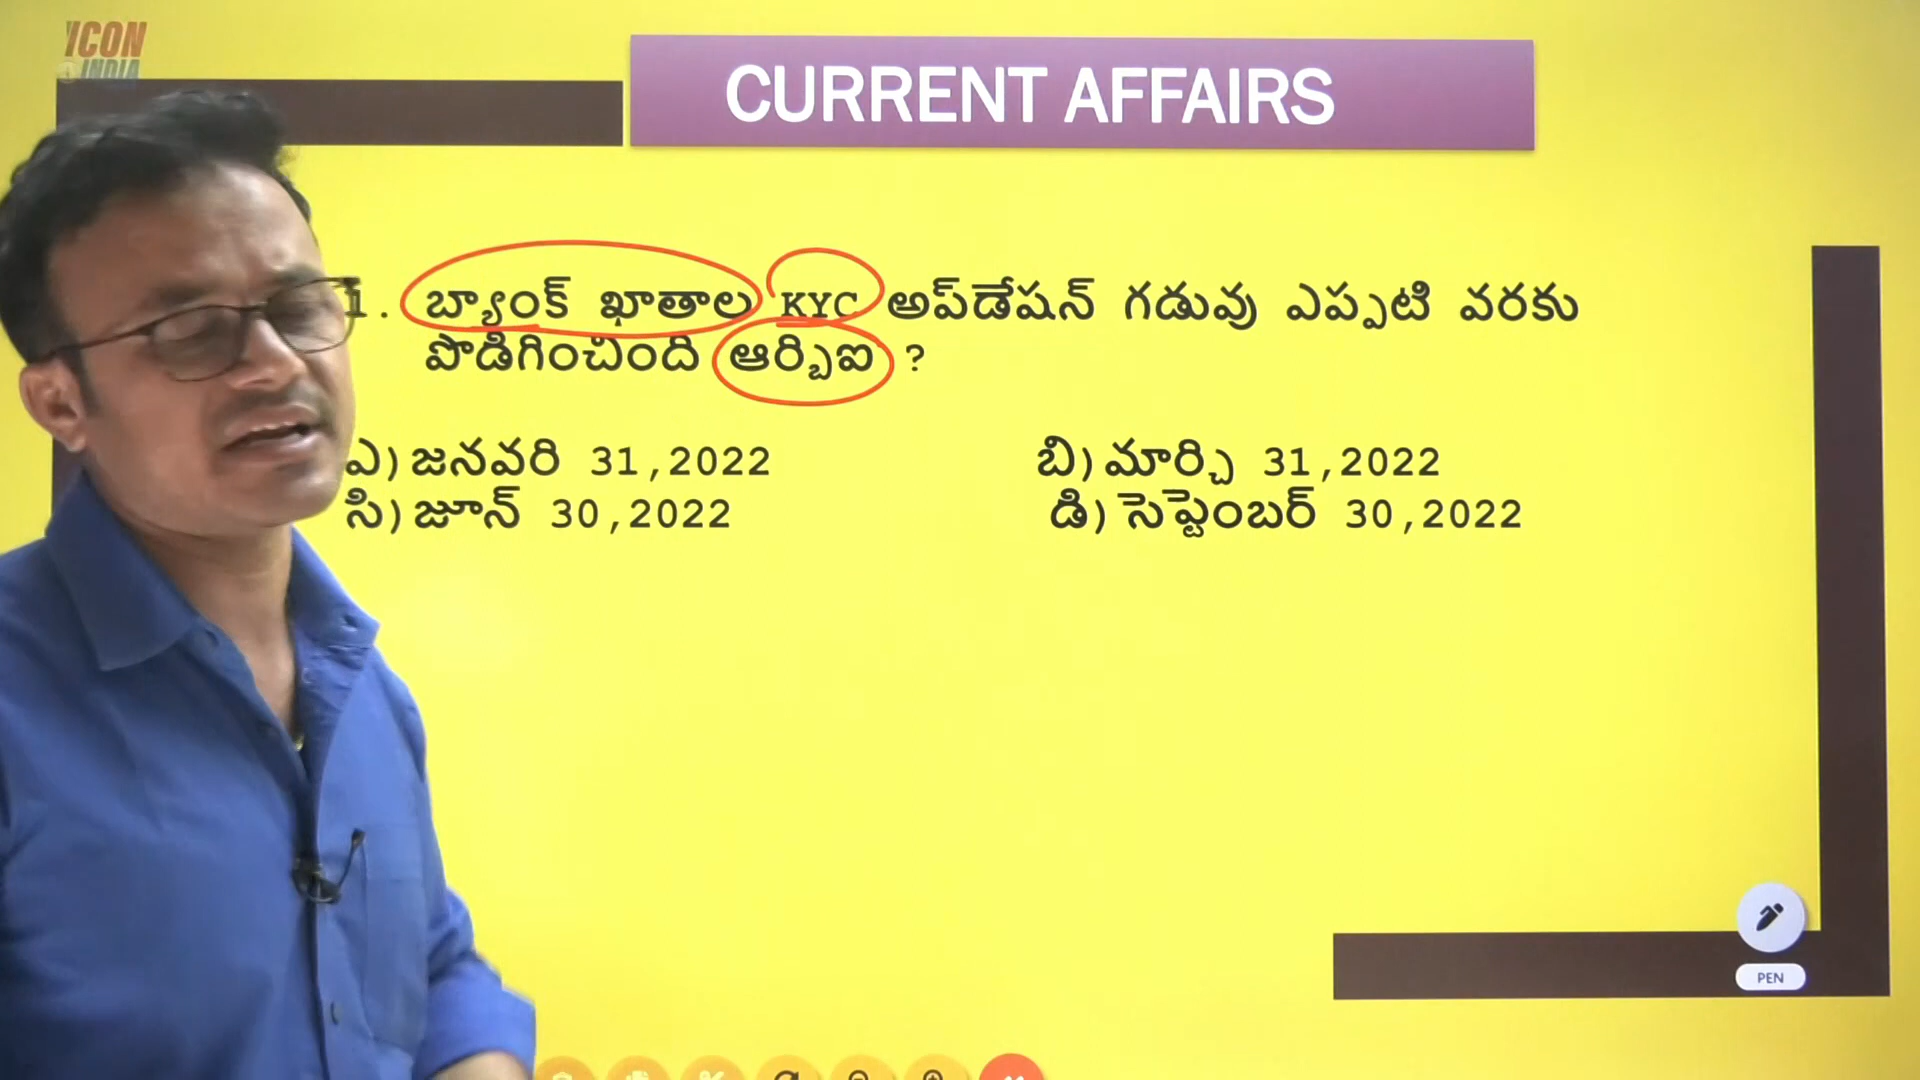 ICON
INDIA
CURRENT AFFAIRS
1. బ్యాంక్ ఖాతాల KYC అప్‌డేషన్ గడువు ఎప్పటి వరకు
పొడిగించింది ఆర్బిఐ ?
ఎ)జనవరి 31,2022 బి)మార్చి 31,2022
సి)జూన్ 30,2022 డి)సెప్టెంబర్ 30,2022
PEN